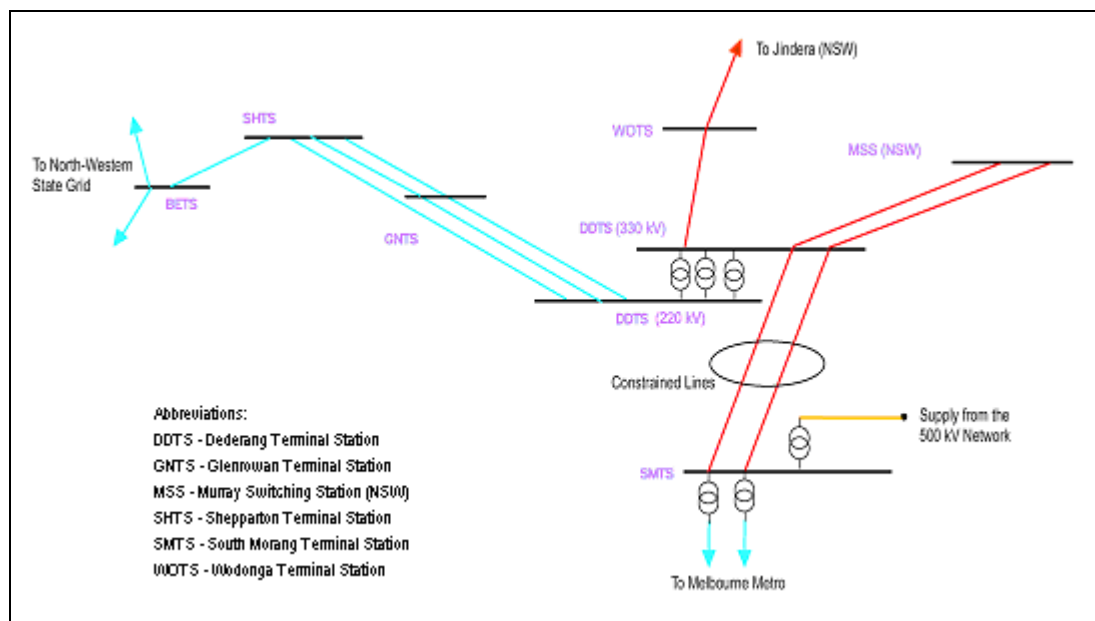 To Jindera (NSW)
SHTS
WOTS
MSS (NSW)
To North-Western
State Grid
BETS
GNTS
DDTS (330 kV)
DDTS (220 kV)
Constrained Lines
Supply from the
500 kV Network
SMTS
To Melbourne Metro
Abbreviations:
DDTS - Dederang Terminal Station
GNTS - Glenrowan Terminal Station
MSS - Murray Switching Station (NSW)
SHTS - Shepparton Terminal Station
SMTS - South Morang Terminal Station
WOTS - Wodonga Terminal Station